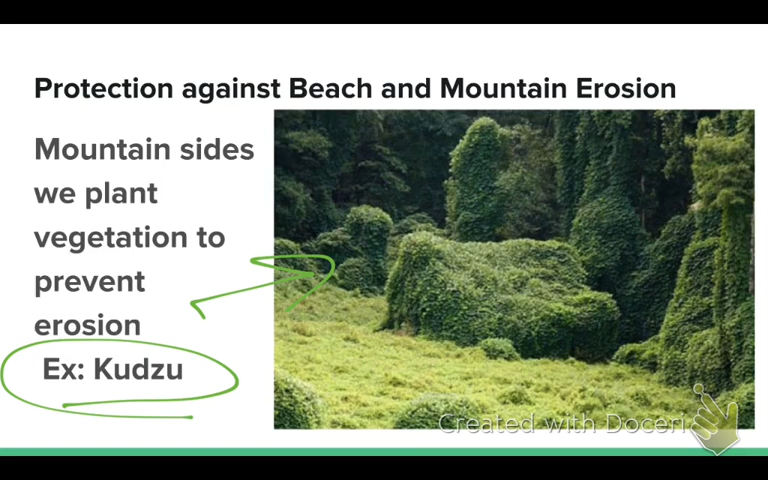 Protection against Beach and Mountain Erosion
Mountain sides
we plant
vegetation to
prevent
erosion
Ex: Kudzu
Created with Doceri